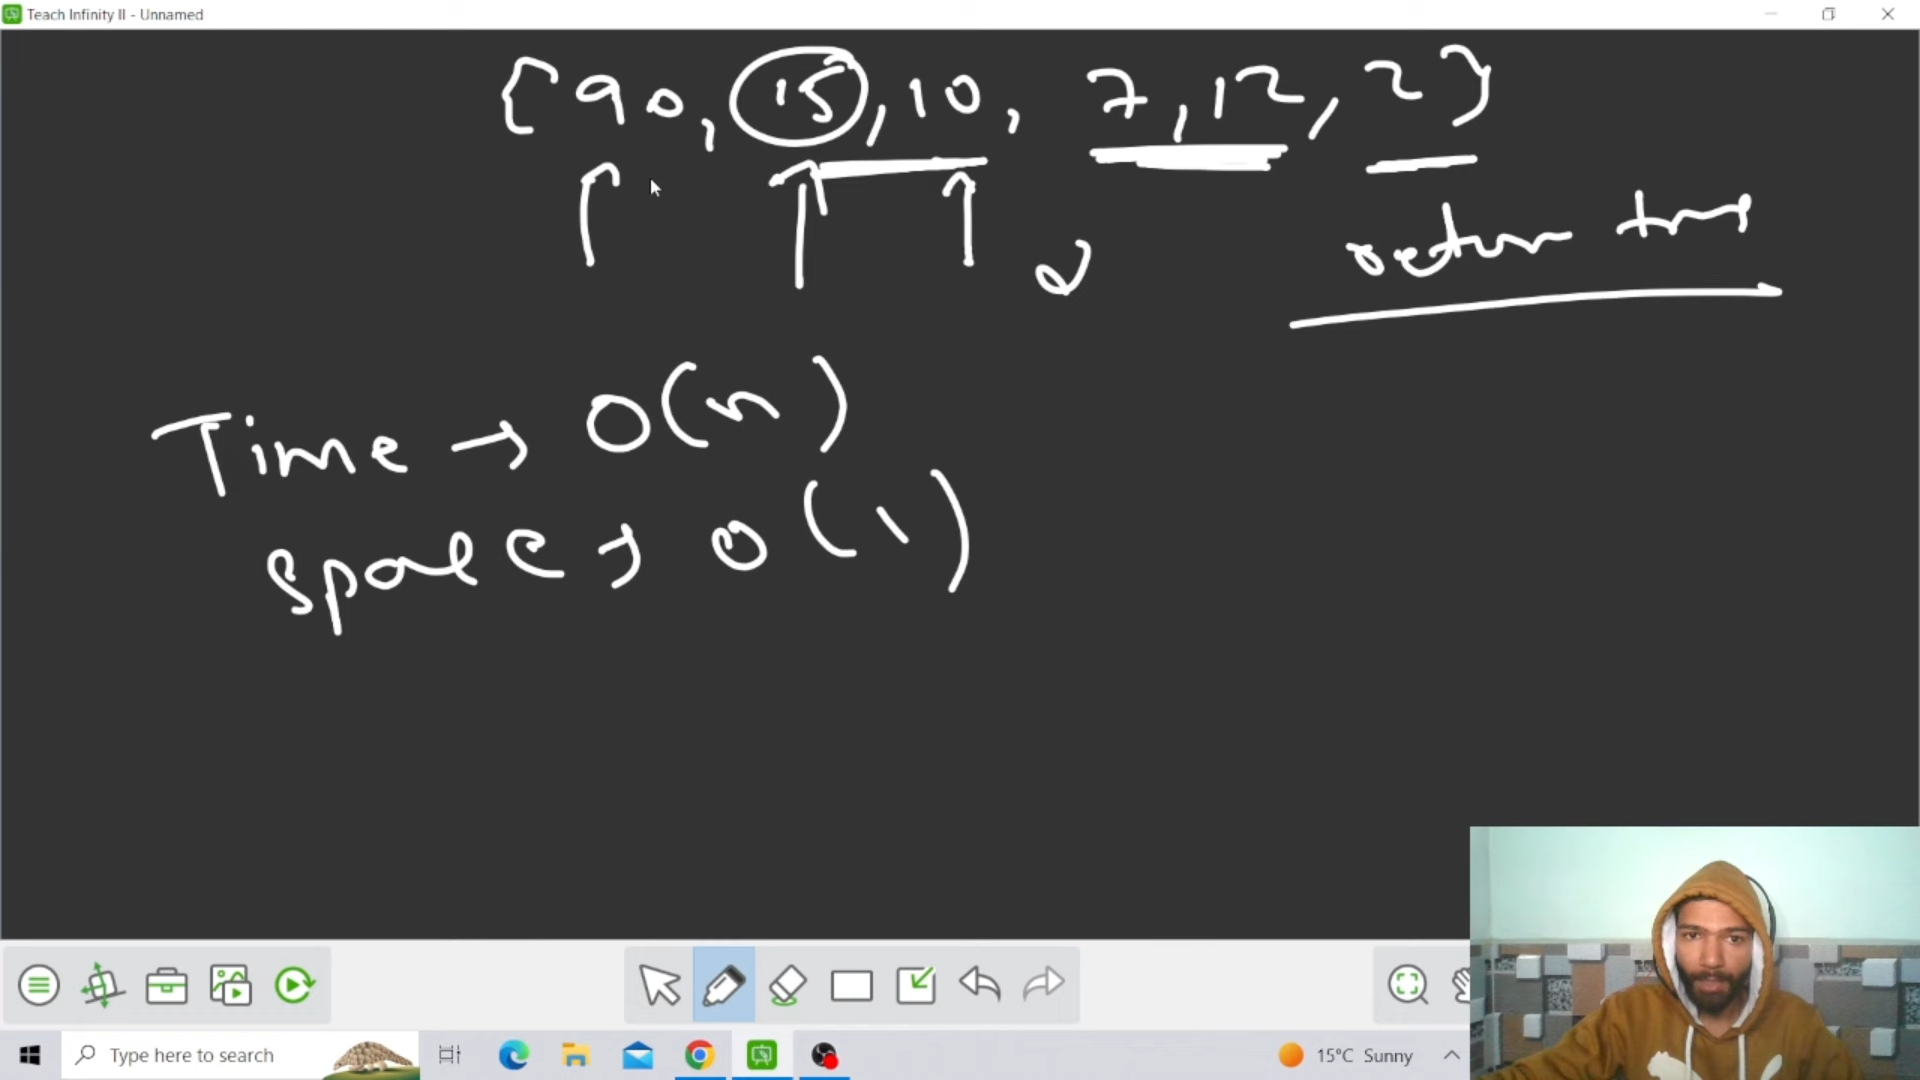 Teach Infinity II - Unnamed
{90, 15, 10, 7, 12, 2}
return true
Time → O(n)
Space → O(1)
Type here to search
15°C Sunny